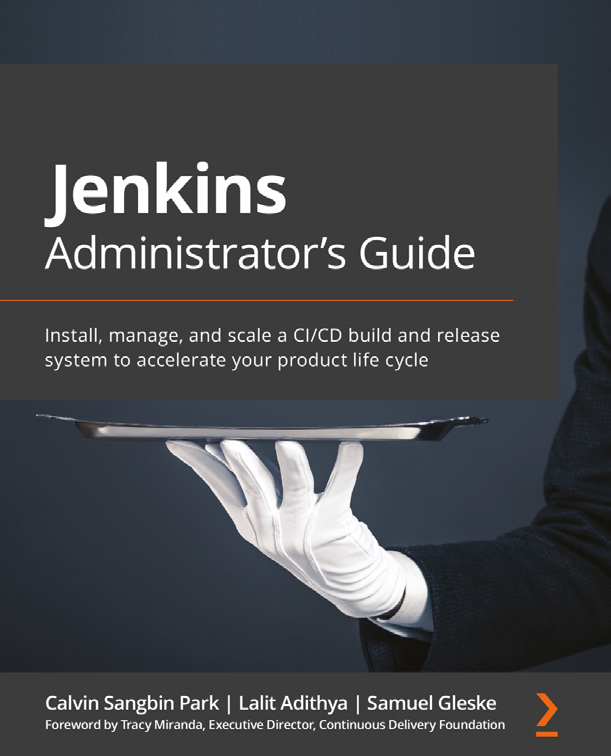 Jenkins
Administrator’s Guide
Install, manage, and scale a CI/CD build and release
system to accelerate your product life cycle
Calvin Sangbin Park | Lalit Adithya | Samuel Gleske
Foreword by Tracy Miranda, Executive Director, Continuous Delivery Foundation